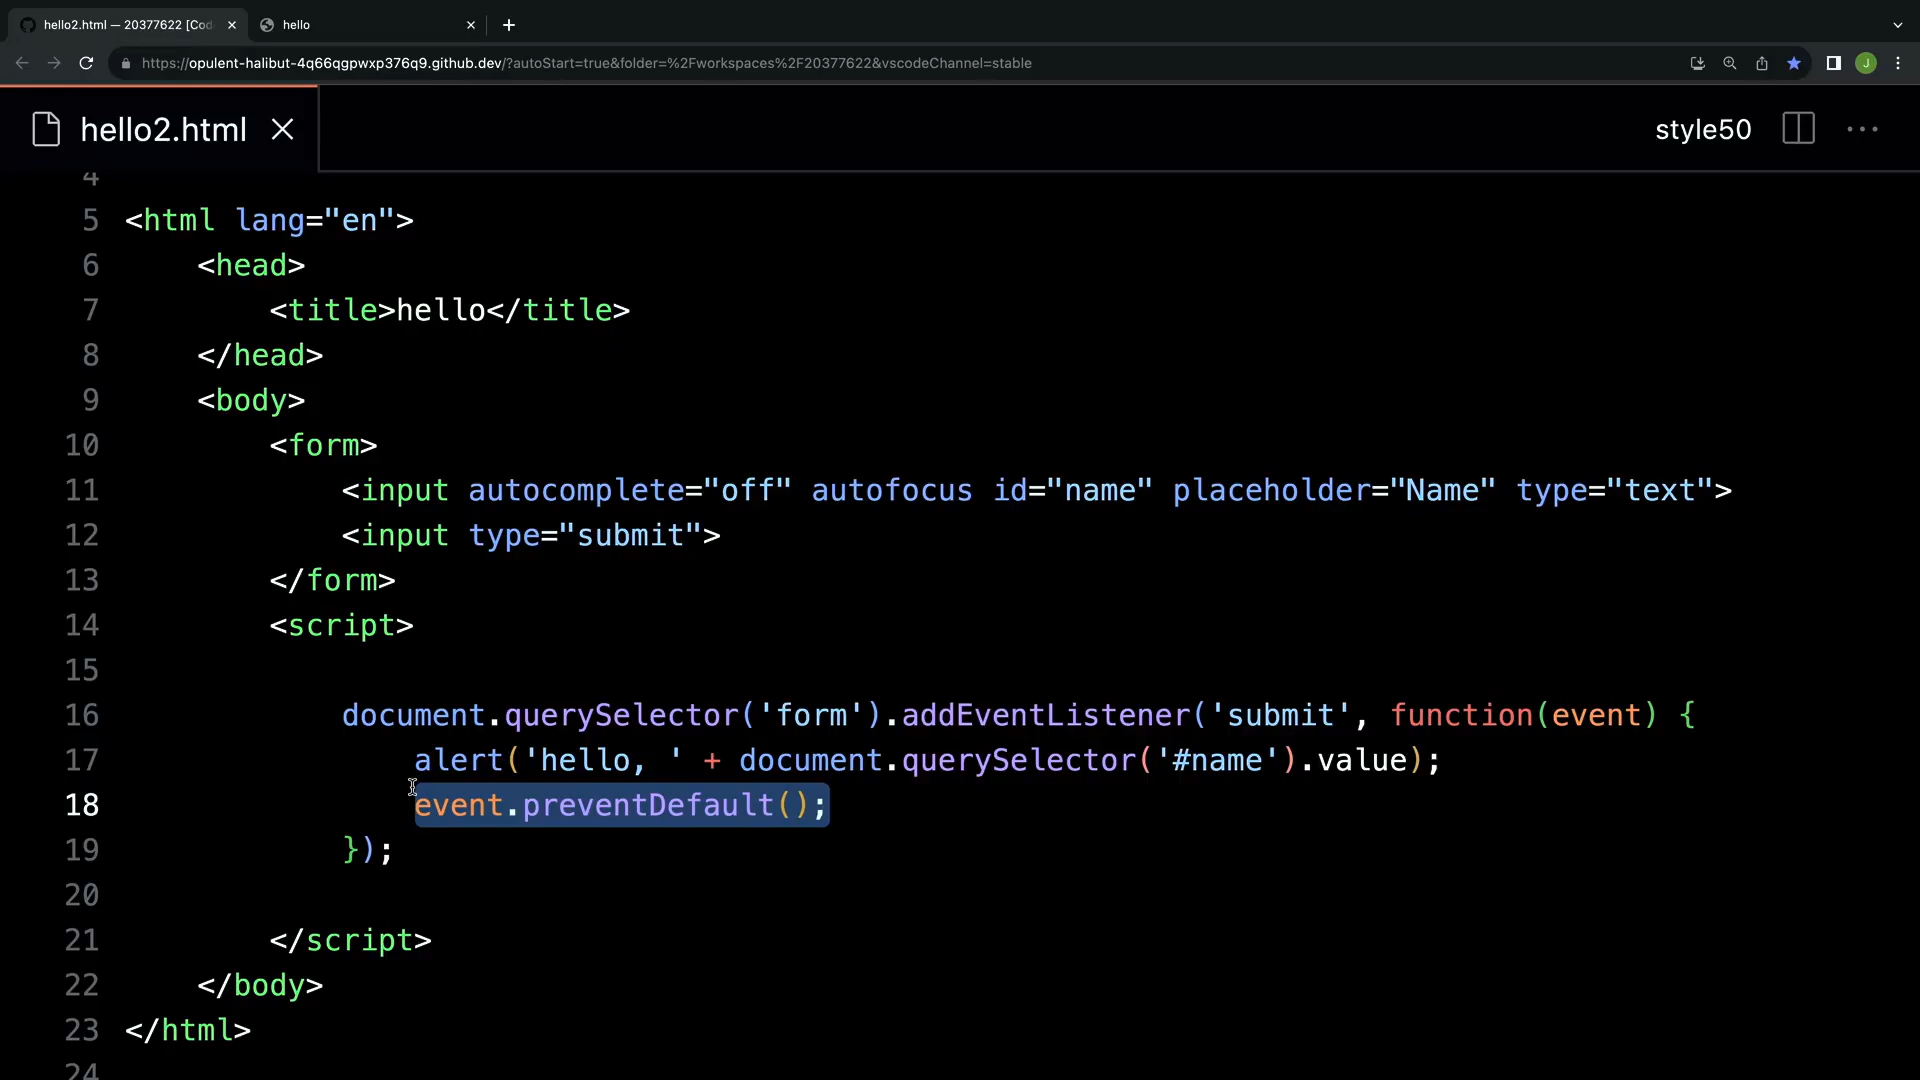 hello2.html — 20377622 [Cod
hello
https://opulent-halibut-4q66qgpwxp376q9.github.dev/?autoStart=true&folder=%2Fworkspaces%2F20377622&vscodeChannel=stable
J
hello2.html
style50
4
5 <html lang="en">
6 <head>
7 <title>hello</title>
8 </head>
9 <body>
10 <form>
11 <input autocomplete="off" autofocus id="name" placeholder="Name" type="text">
12 <input type="submit">
13 </form>
14 <script>
15
16 document.querySelector('form').addEventListener('submit', function(event) {
17 alert('hello, ' + document.querySelector('#name').value);
18 event.preventDefault();
19 });
20
21 </script>
22 </body>
23 </html>
24